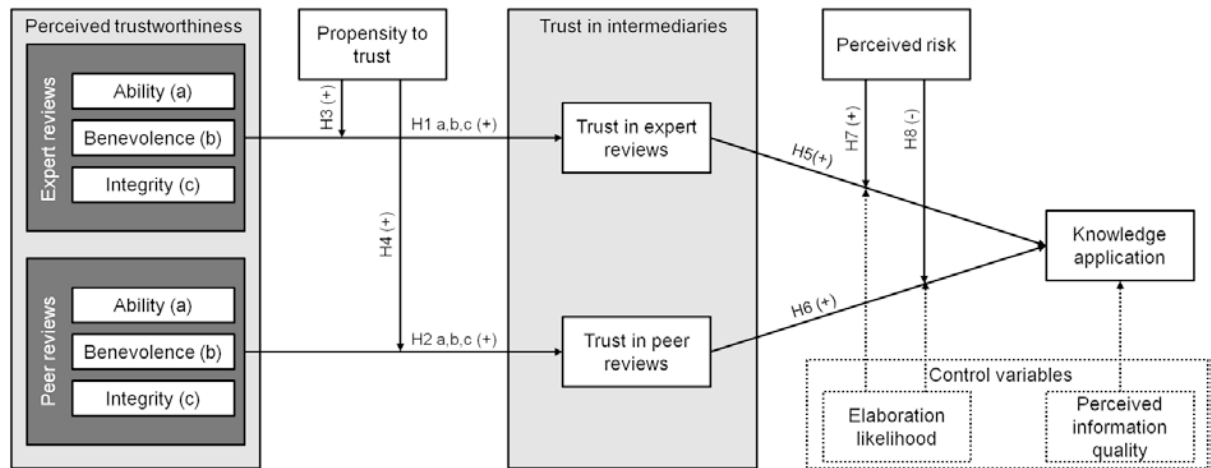 Perceived trustworthiness
Expert reviews
Ability (a)
Benevolence (b)
Integrity (c)
Peer reviews
Ability (a)
Benevolence (b)
Integrity (c)
Propensity to
trust
H3 (+)
H4 (+)
H1 a,b,c (+)
H2 a,b,c (+)
Trust in intermediaries
Trust in expert
reviews
Trust in peer
reviews
Perceived risk
H7 (+)
H8 (-)
H5(+)
H6 (+)
Knowledge
application
Control variables
Elaboration
likelihood
Perceived
information
quality